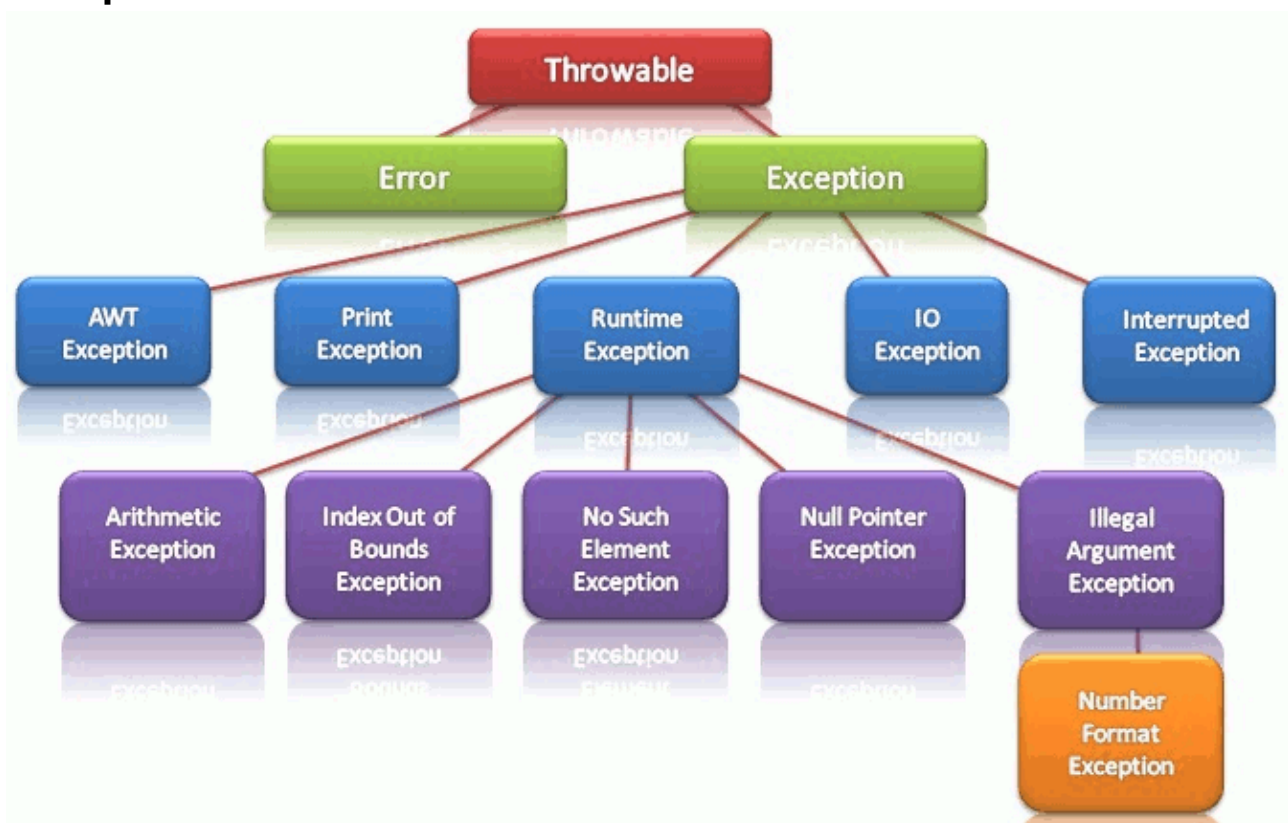 Throwable
Error
Exception
AWT
Exception
Print
Exception
Runtime
Exception
IO
Exception
Interrupted
Exception
Arithmetic
Exception
Index Out of
Bounds
Exception
No Such
Element
Exception
Null Pointer
Exception
Illegal
Argument
Exception
Number
Format
Exception